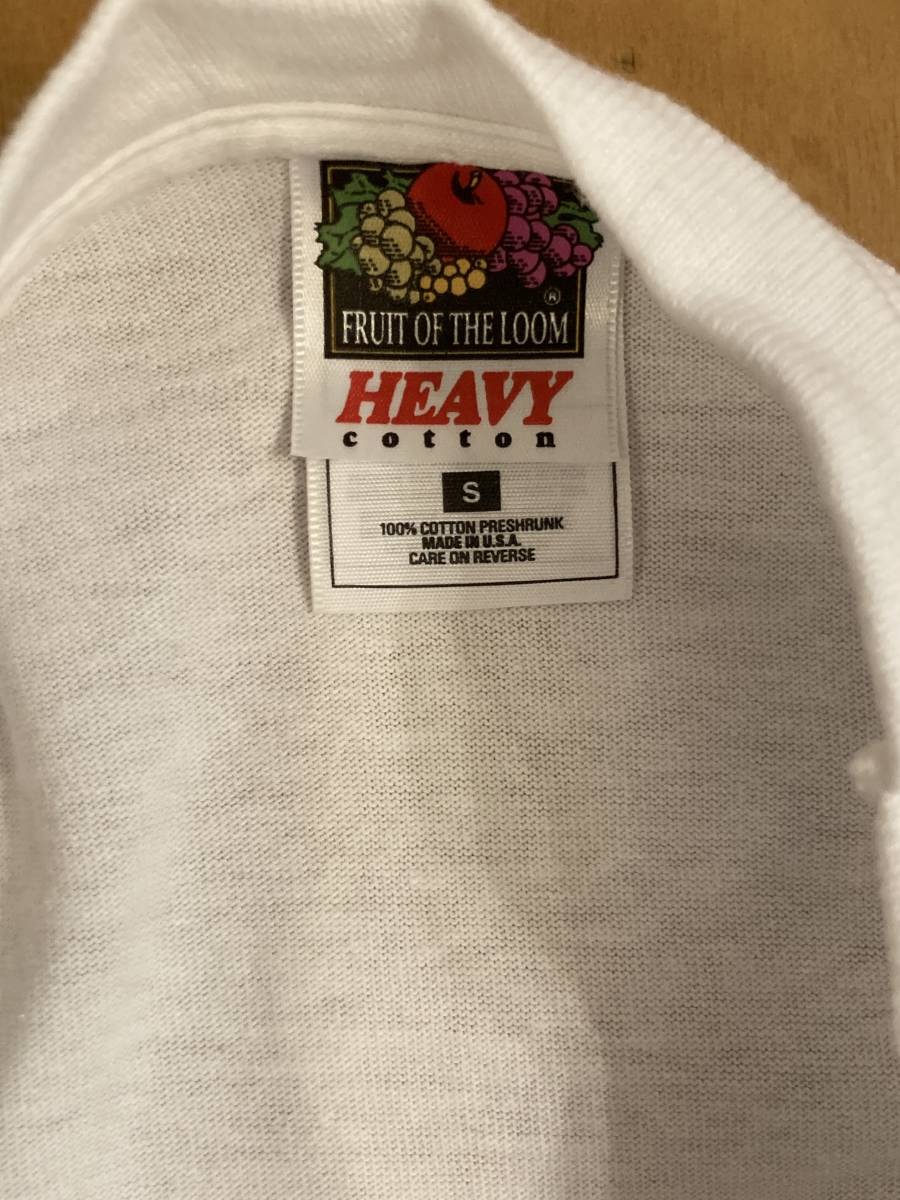 ®
FRUIT OF THE LOOM
HEAVY
cotton
S
100% COTTON PRESHRUNK
MADE IN U.S.A.
CARE ON REVERSE